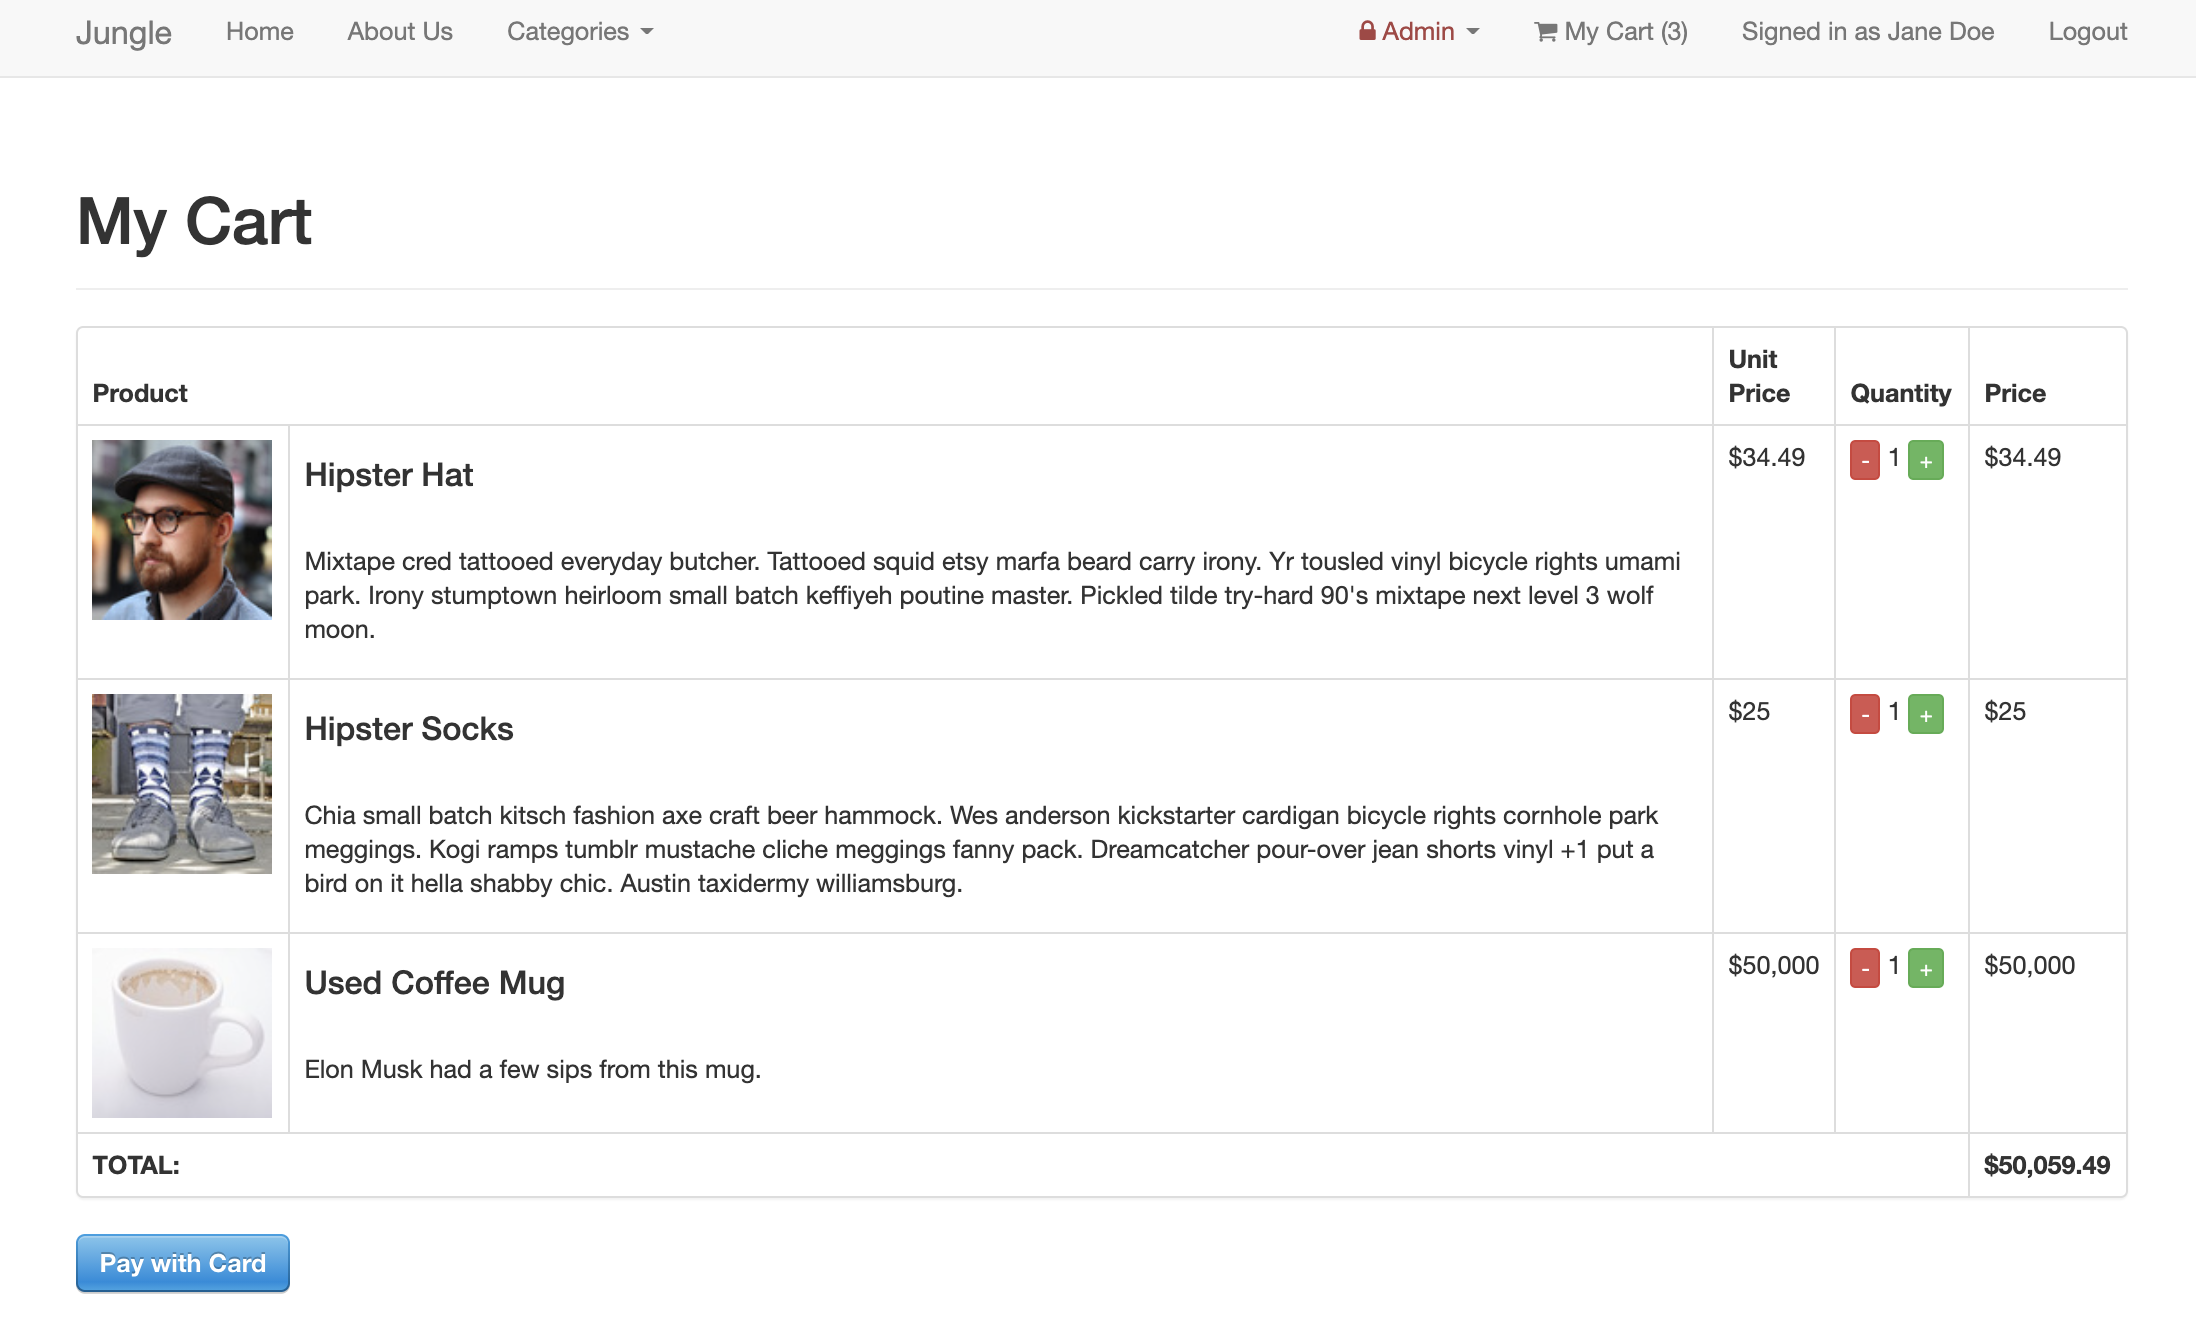 Jungle Home About Us Categories Admin My Cart (3) Signed in as Jane Doe Logout
My Cart
Product Unit Price Quantity Price
Hipster Hat $34.49 - 1 + $34.49
Mixtape cred tattooed everyday butcher. Tattooed squid etsy marfa beard carry irony. Yr tousled vinyl bicycle rights umami
park. Irony stumptown heirloom small batch keffiyeh poutine master. Pickled tilde try-hard 90's mixtape next level 3 wolf
moon.
Hipster Socks $25 - 1 + $25
Chia small batch kitsch fashion axe craft beer hammock. Wes anderson kickstarter cardigan bicycle rights cornhole park
meggings. Kogi ramps tumblr mustache cliche meggings fanny pack. Dreamcatcher pour-over jean shorts vinyl +1 put a
bird on it hella shabby chic. Austin taxidermy williamsburg.
Used Coffee Mug $50,000 - 1 + $50,000
Elon Musk had a few sips from this mug.
TOTAL: $50,059.49
Pay with Card